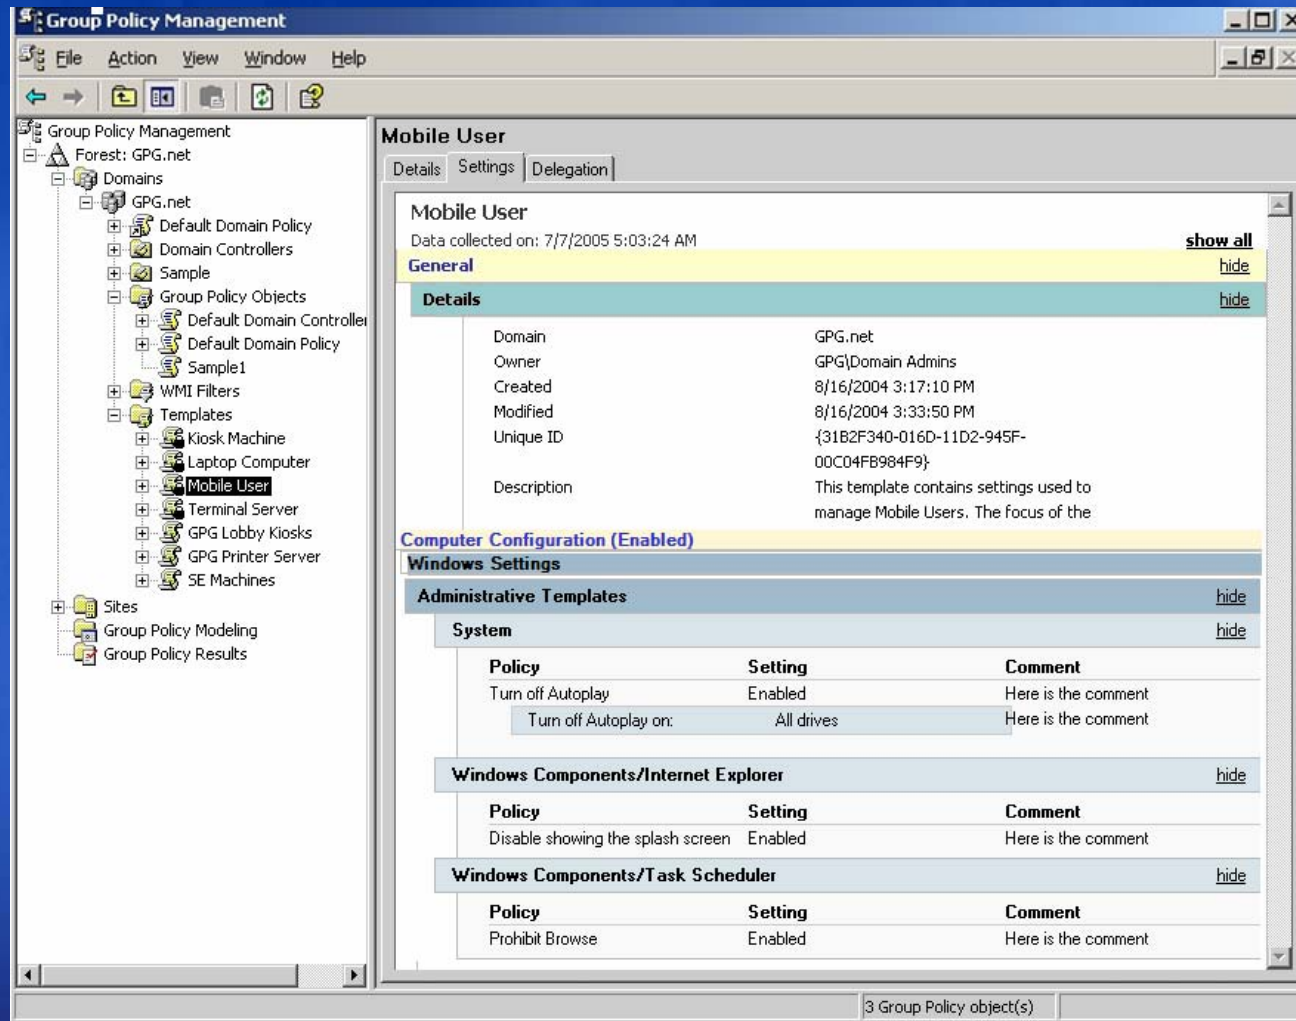 Group Policy Management
File Action View Window Help
Group Policy Management
Forest: GPG.net
Domains
GPG.net
Default Domain Policy
Domain Controllers
Sample
Group Policy Objects
Default Domain Controller
Default Domain Policy
Sample1
WMI Filters
Templates
Kiosk Machine
Laptop Computer
Mobile User
Terminal Server
GPG Lobby Kiosks
GPG Printer Server
SE Machines
Sites
Group Policy Modeling
Group Policy Results
Mobile User
Details Settings Delegation
Mobile User
Data collected on: 7/7/2005 5:03:24 AM show all
General hide
Details hide
Domain GPG.net
Owner GPG\Domain Admins
Created 8/16/2004 3:17:10 PM
Modified 8/16/2004 3:33:50 PM
Unique ID {31B2F340-016D-11D2-945F-
00C04FB984F9}
Description This template contains settings used to
manage Mobile Users. The focus of the
Computer Configuration (Enabled)
Windows Settings
Administrative Templates hide
System hide
Policy Setting Comment
Turn off Autoplay Enabled Here is the comment
Turn off Autoplay on: All drives Here is the comment
Windows Components/Internet Explorer hide
Policy Setting Comment
Disable showing the splash screen Enabled Here is the comment
Windows Components/Task Scheduler hide
Policy Setting Comment
Prohibit Browse Enabled Here is the comment
3 Group Policy object(s)